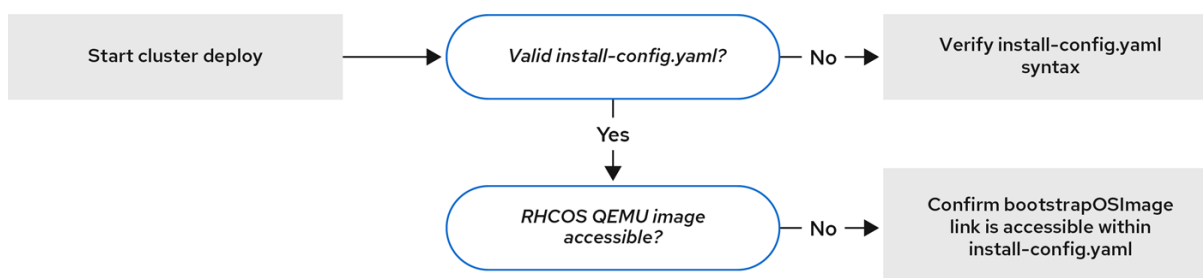 Start cluster deploy
Valid install-config.yaml?
No
Verify install-config.yaml
syntax
Yes
RHCOS QEMU image
accessible?
No
Confirm bootstrapOSImage
link is accessible within
install-config.yaml